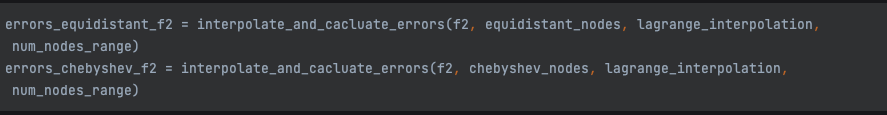 errors_equidistant_f2 = interpolate_and_cacluate_errors(f2, equidistant_nodes, lagrange_interpolation,
num_nodes_range)
errors_chebyshev_f2 = interpolate_and_cacluate_errors(f2, chebyshev_nodes, lagrange_interpolation,
num_nodes_range)